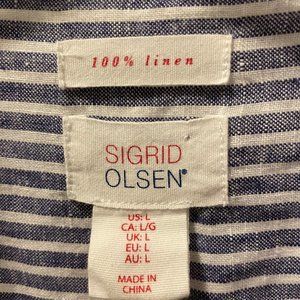 100% linen
SIGRID
OLSEN®
US: L
CA: L/G
UK: L
EU: L
AU: L
MADE IN
CHINA